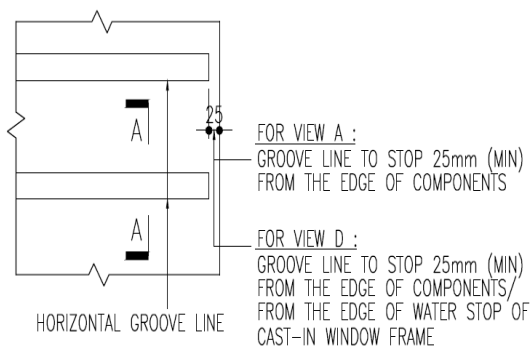 25
A
FOR VIEW A :
GROOVE LINE TO STOP 25mm (MIN)
FROM THE EDGE OF COMPONENTS
A
FOR VIEW D :
GROOVE LINE TO STOP 25mm (MIN)
FROM THE EDGE OF COMPONENTS/
FROM THE EDGE OF WATER STOP OF
CAST-IN WINDOW FRAME
HORIZONTAL GROOVE LINE